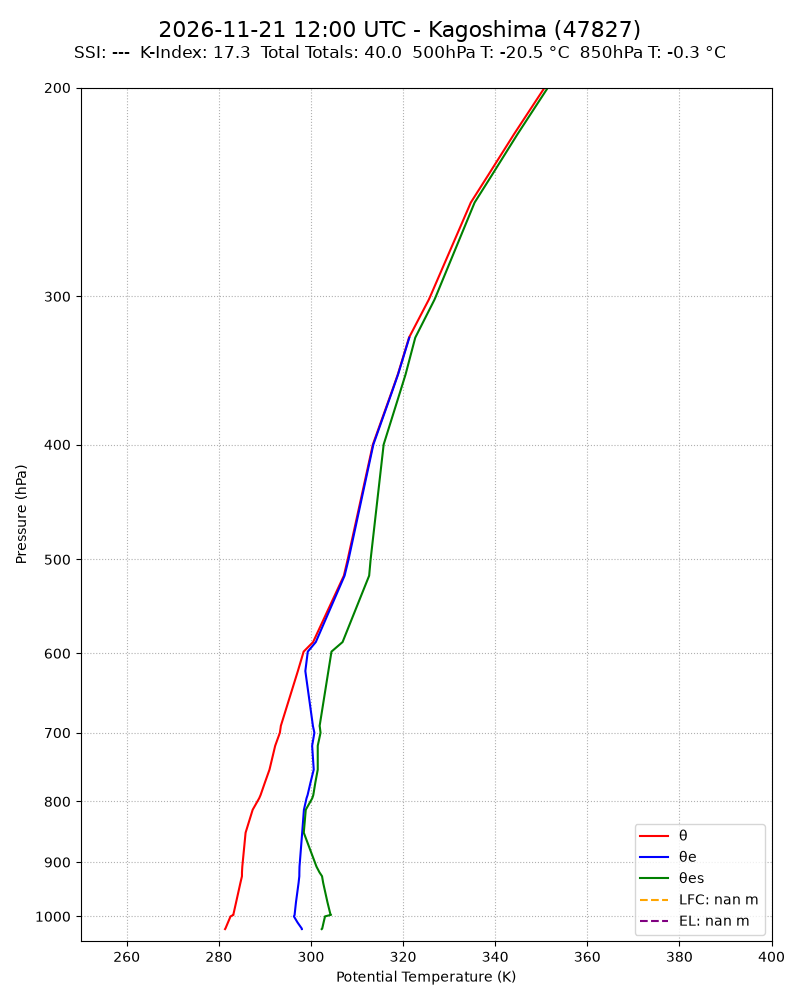 2026-11-21 12:00 UTC - Kagoshima (47827)
SSI: ---  K-Index: 17.3  Total Totals: 40.0  500hPa T: -20.5 °C  850hPa T: -0.3 °C
200
300
400
500
600
700
800
900
1000
Pressure (hPa)
260
280
300
320
340
360
380
400
Potential Temperature (K)
θ
θe
θes
LFC: nan m
EL: nan m